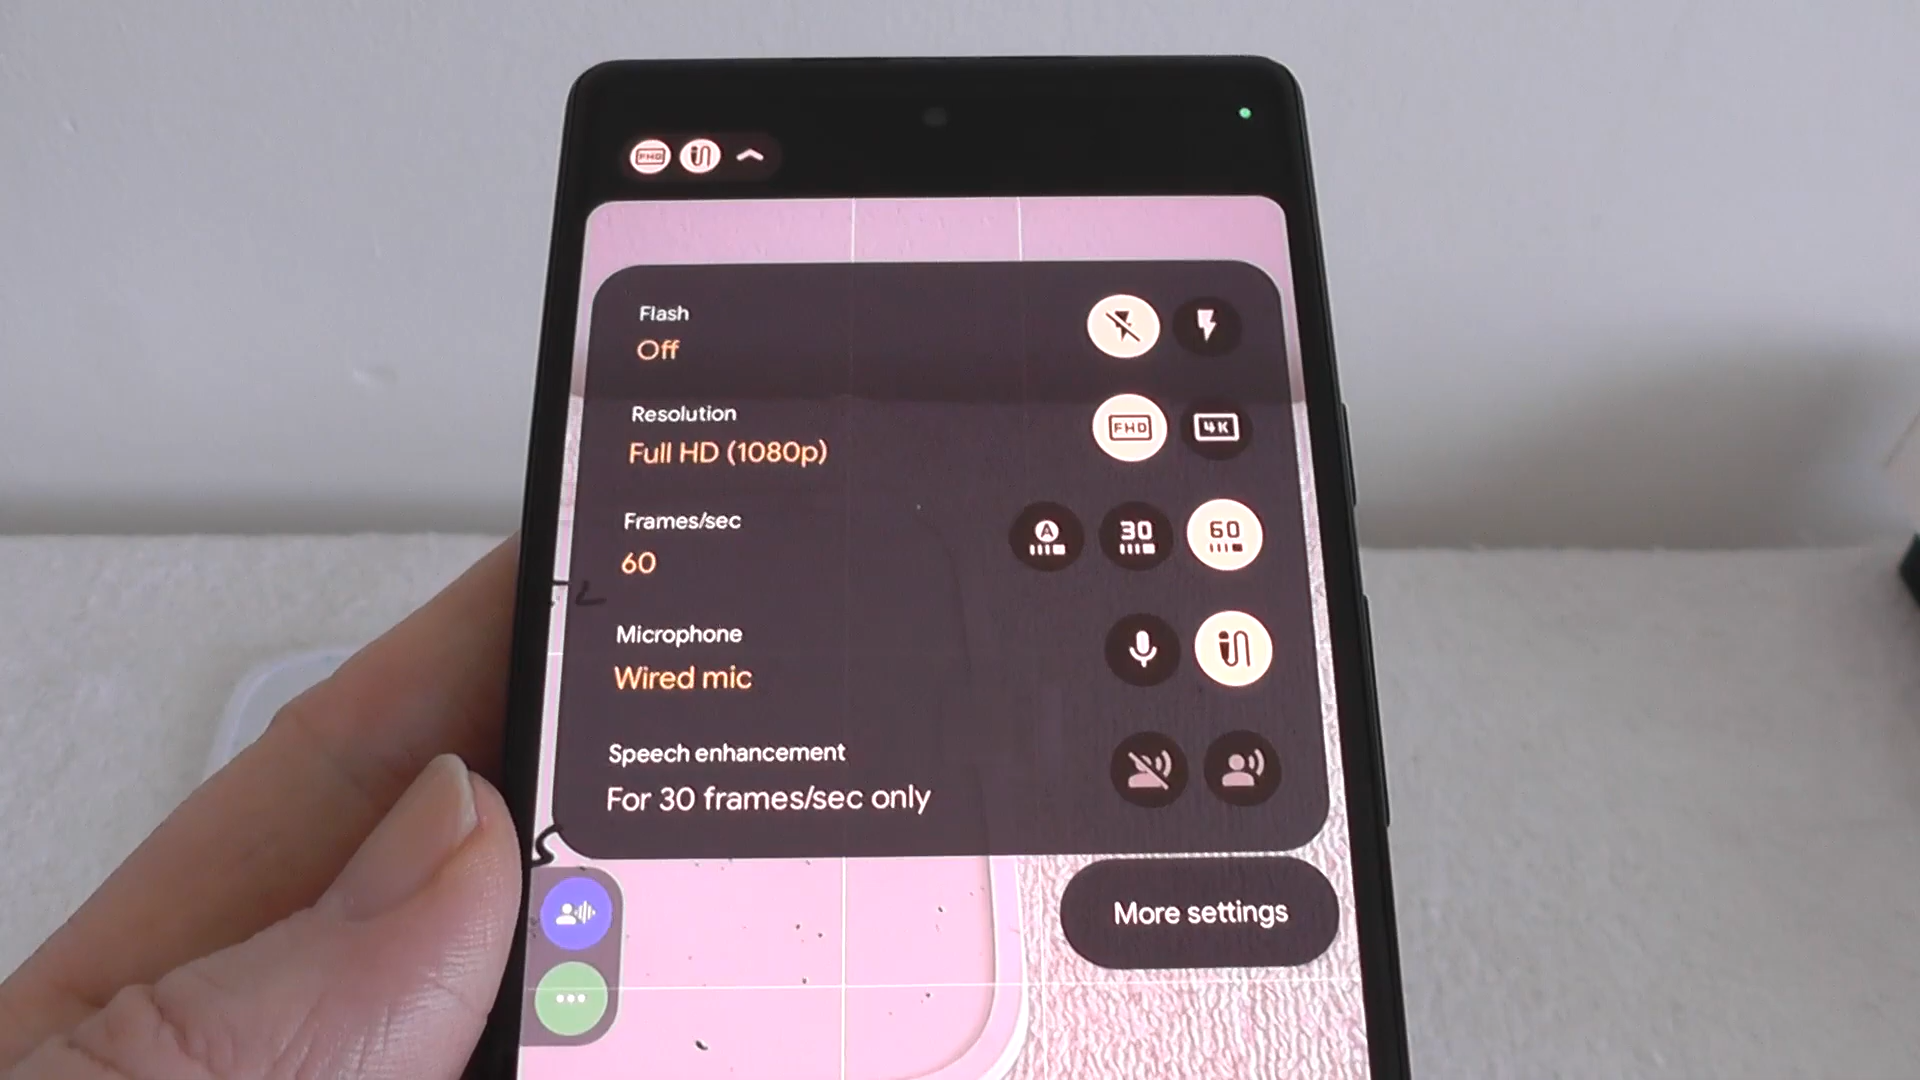 FHD
Flash
Off
Resolution
Full HD (1080p)
FHD
4K
Frames/sec
60
A
30
60
Microphone
Wired mic
Speech enhancement
For 30 frames/sec only
More settings